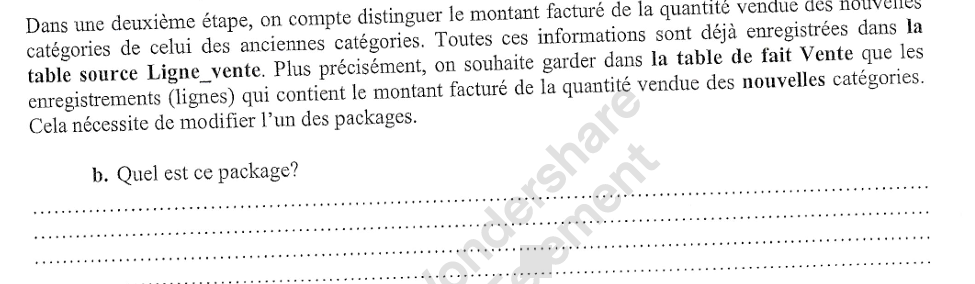 Dans une deuxième étape, on compte distinguer le montant facturé de la quantité vendue des nouvelles
catégories de celui des anciennes catégories. Toutes ces informations sont déjà enregistrées dans la
table source Ligne_vente. Plus précisément, on souhaite garder dans la table de fait Vente que les
enregistrements (lignes) qui contient le montant facturé de la quantité vendue des nouvelles catégories.
Cela nécessite de modifier l'un des packages.
b. Quel est ce package?